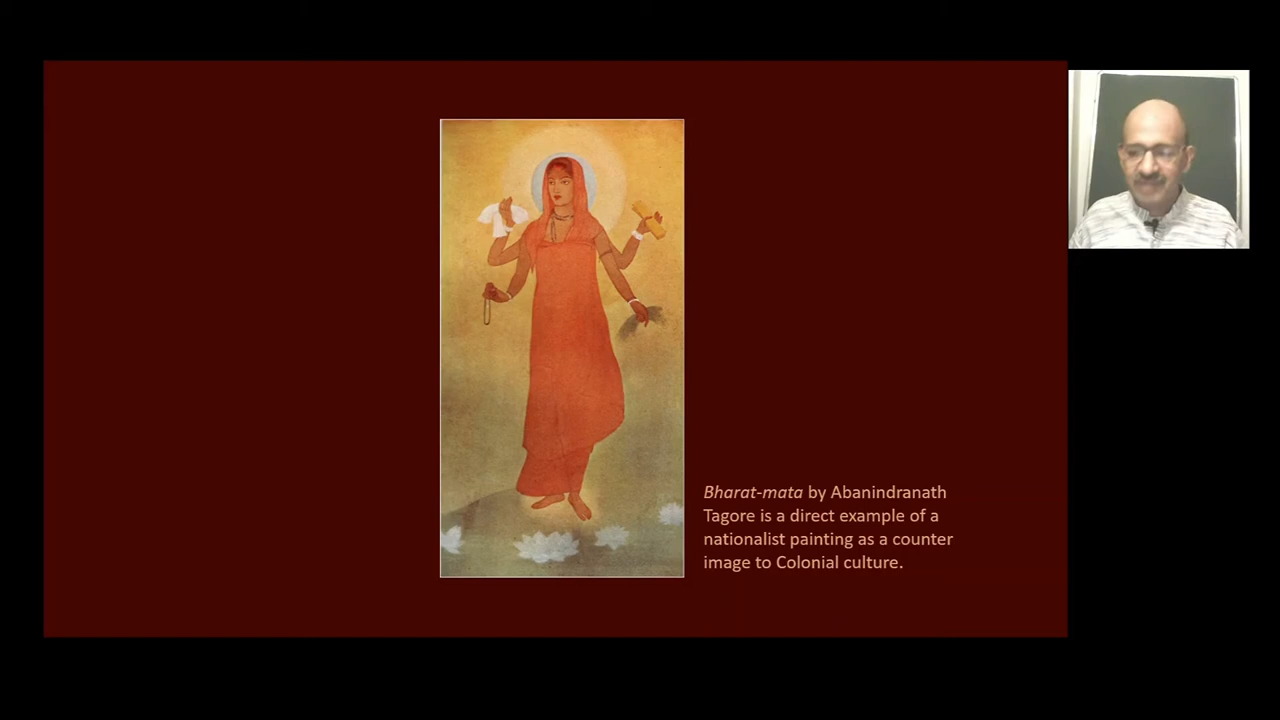 Bharat-mata by Abanindranath
Tagore is a direct example of a
nationalist painting as a counter
image to Colonial culture.